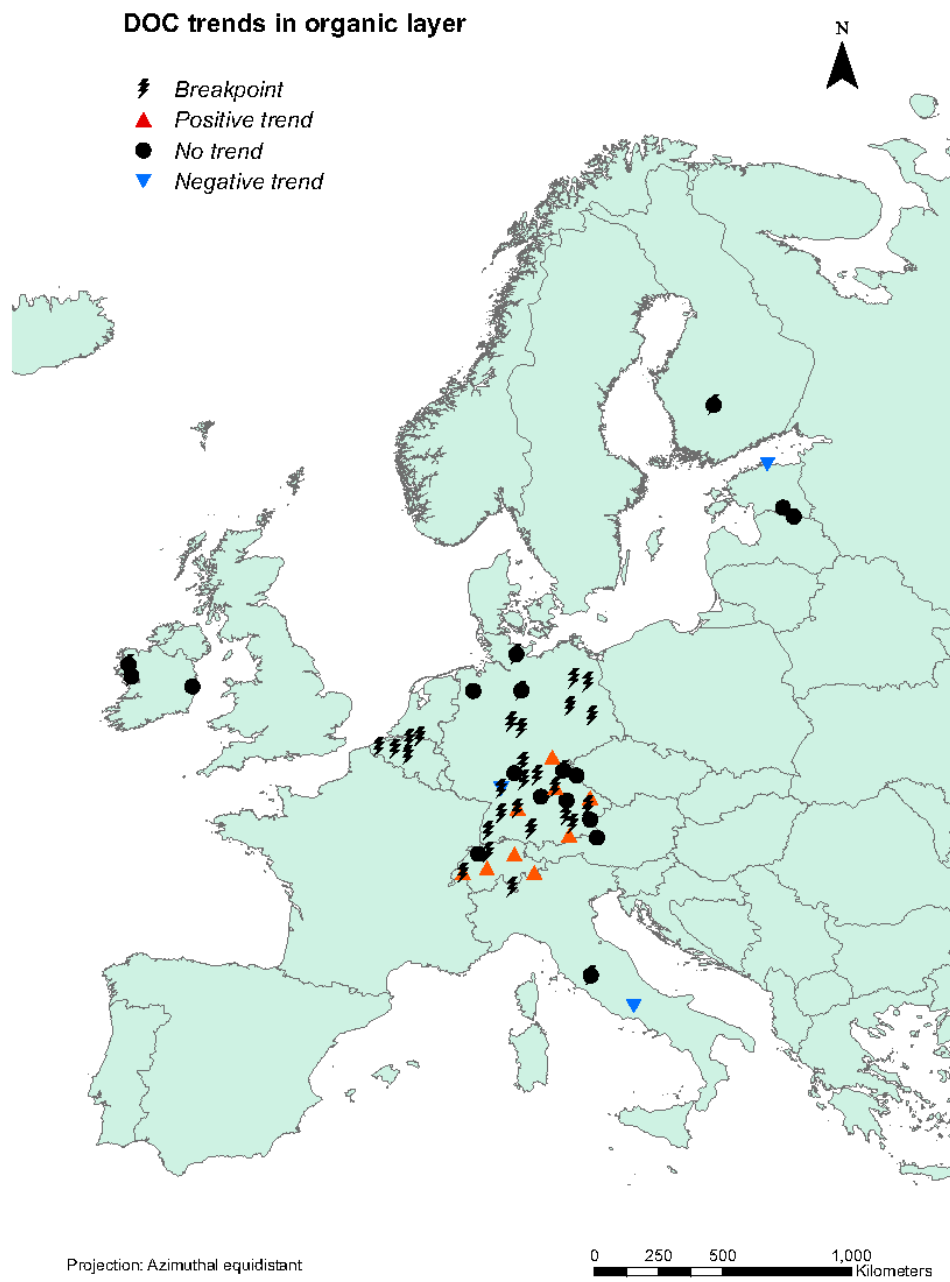 DOC trends in organic layer
N
Breakpoint
Positive trend
No trend
Negative trend
Projection: Azimuthal equidistant
0 250 500 1,000
Kilometers